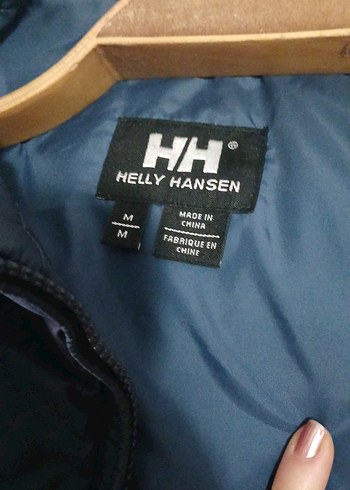 HH®
HELLY HANSEN
M
M
MADE IN
CHINA
FABRIQUE EN
CHINE